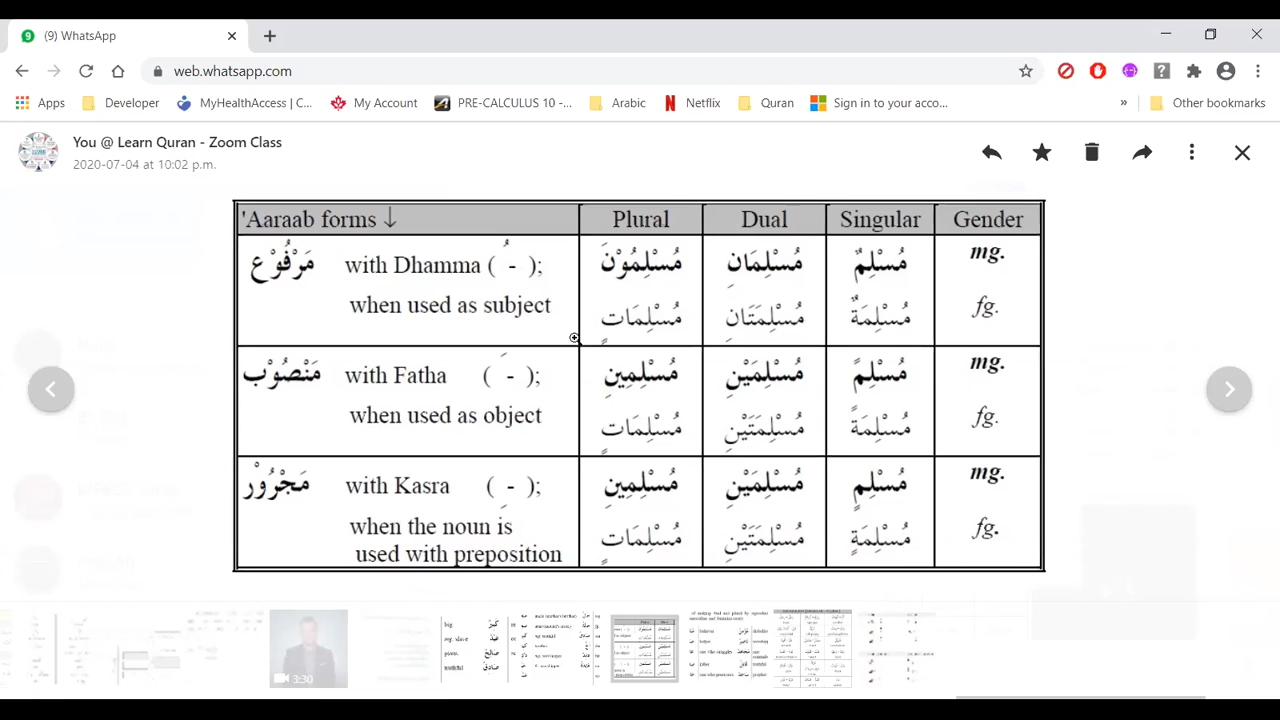 (9) WhatsApp
web.whatsapp.com
Apps Developer MyHealthAccess | C... My Account PRE-CALCULUS 10 -... Arabic Netflix Quran Sign in to your acco... » Other bookmarks
You @ Learn Quran - Zoom Class
2020-07-04 at 10:02 p.m.
'Aaraab forms ↓ Plural Dual Singular Gender
مَرْفُوْع with Dhamma ( ُ- ); مُسْلِمُوْنَ مُسْلِمَانِ مُسْلِمٌ mg.
when used as subject مُسْلِمَاتٌ مُسْلِمَتَانِ مُسْلِمَةٌ fg.
مَنْصُوْب with Fatha ( َ- ); مُسْلِمِينِ مُسْلِمَيْنِ مُسْلِمً mg.
when used as object مُسْلِمَاتٍ مُسْلِمَتَيْنِ مُسْلِمَةً fg.
مَجْرُوْر with Kasra ( ِ- ); مُسْلِمِينِ مُسْلِمَيْنِ مُسْلِمٍ mg.
when the noun is مُسْلِمَاتٍ مُسْلِمَتَيْنِ مُسْلِمَةٍ fg.
used with preposition
3:30